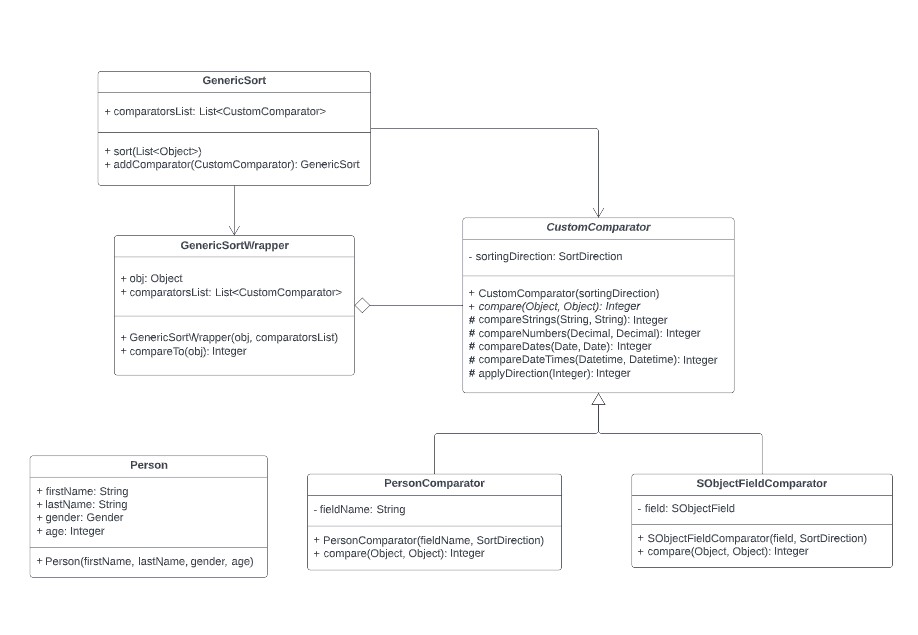 GenericSort
+ comparatorsList: List<CustomComparator>
+ sort(List<Object>)
+ addComparator(CustomComparator): GenericSort
GenericSortWrapper
+ obj: Object
+ comparatorsList: List<CustomComparator>
+ GenericSortWrapper(obj, comparatorsList)
+ compareTo(obj): Integer
CustomComparator
- sortingDirection: SortDirection
+ CustomComparator(sortingDirection)
+ compare(Object, Object): Integer
# compareStrings(String, String): Integer
# compareNumbers(Decimal, Decimal): Integer
# compareDates(Date, Date): Integer
# compareDateTimes(Datetime, Datetime): Integer
# applyDirection(Integer): Integer
Person
+ firstName: String
+ lastName: String
+ gender: Gender
+ age: Integer
+ Person(firstName, lastName, gender, age)
PersonComparator
- fieldName: String
+ PersonComparator(fieldName, SortDirection)
+ compare(Object, Object): Integer
SObjectFieldComparator
- field: SObjectField
+ SObjectFieldComparator(field, SortDirection)
+ compare(Object, Object): Integer